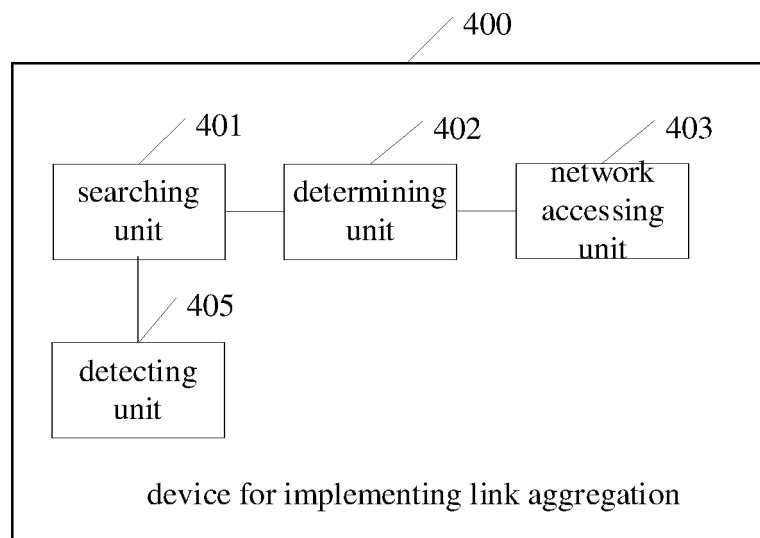 400
401
402
403
searching
unit
determining
unit
network
accessing
unit
405
detecting
unit
device for implementing link aggregation